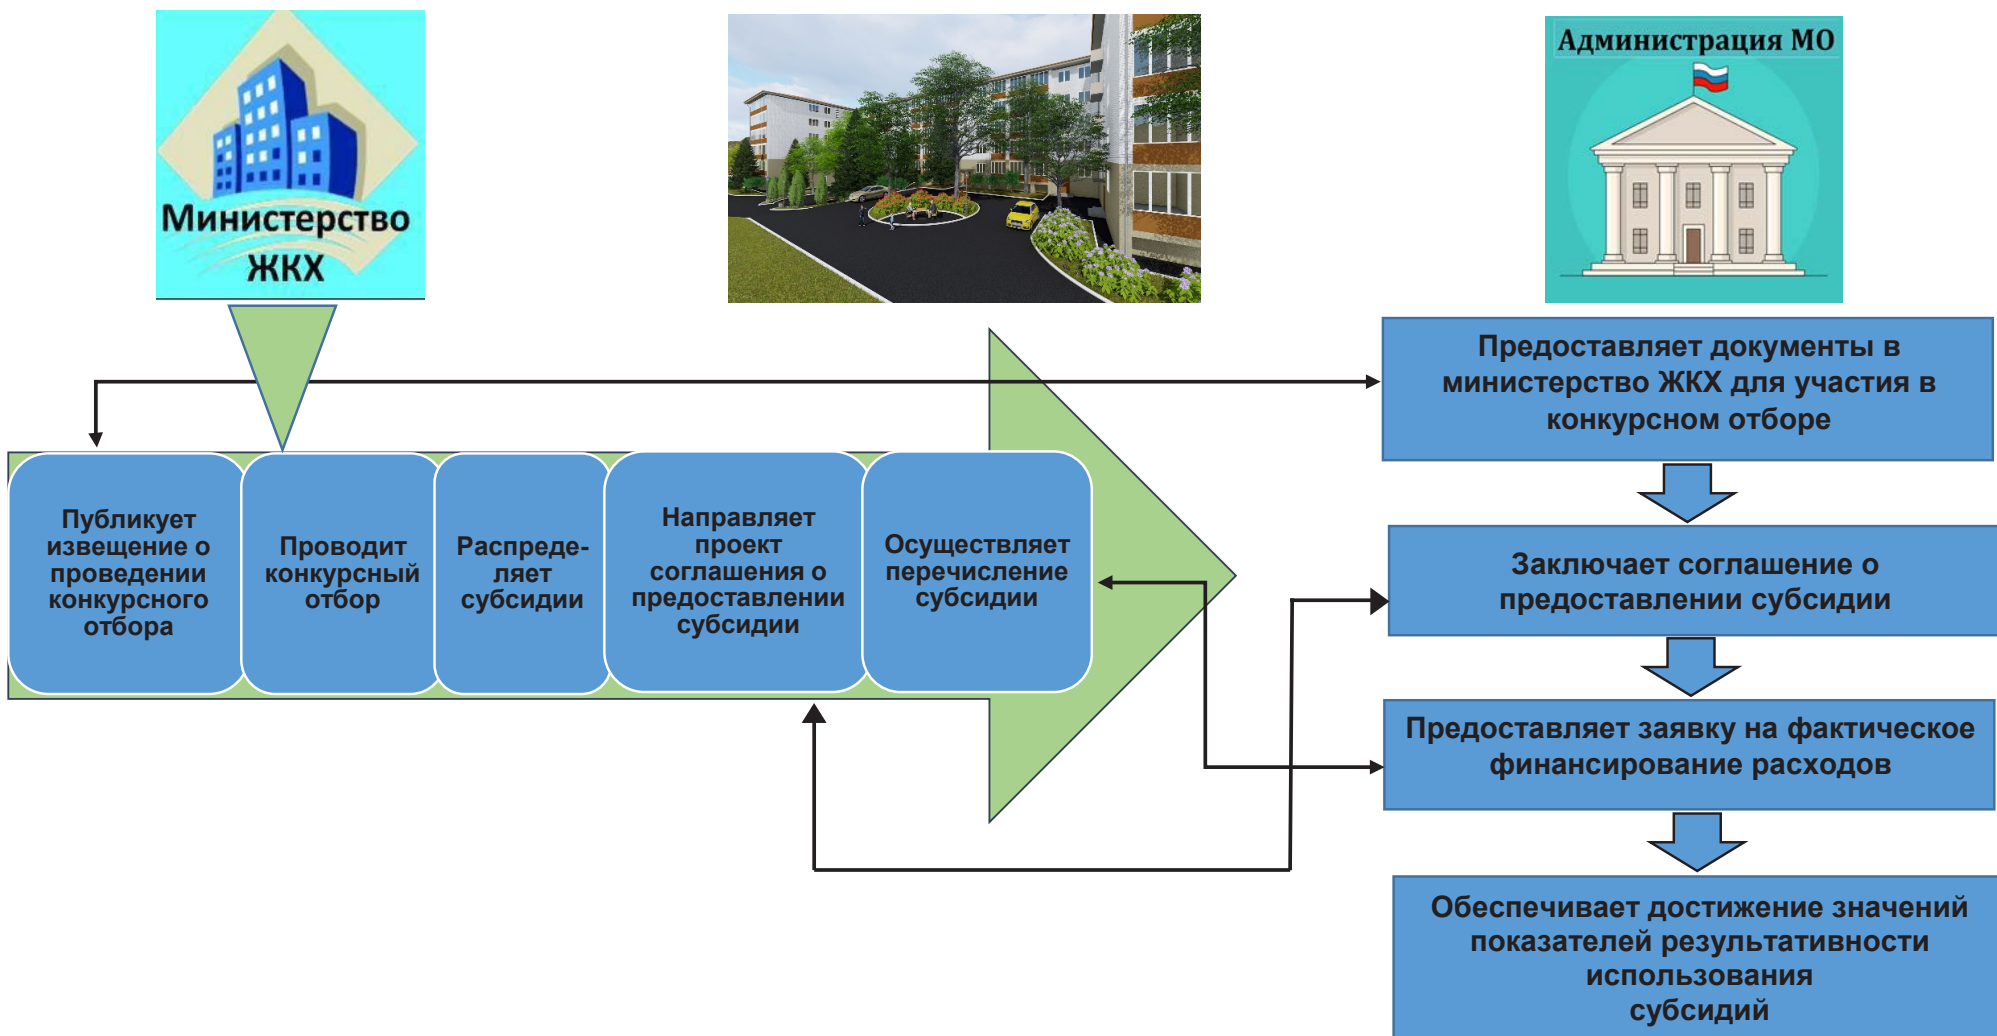 Министерство
ЖКХ
Администрация МО
Публикует
извещение о
проведении
конкурсного
отбора
Проводит
конкурсный
отбор
Распреде-
ляет
субсидии
Направляет
проект
соглашения о
предоставлении
субсидии
Осуществляет
перечисление
субсидии
Предоставляет документы в
министерство ЖКХ для участия в
конкурсном отборе
Заключает соглашение о
предоставлении субсидии
Предоставляет заявку на фактическое
финансирование расходов
Обеспечивает достижение значений
показателей результативности
использования
субсидий